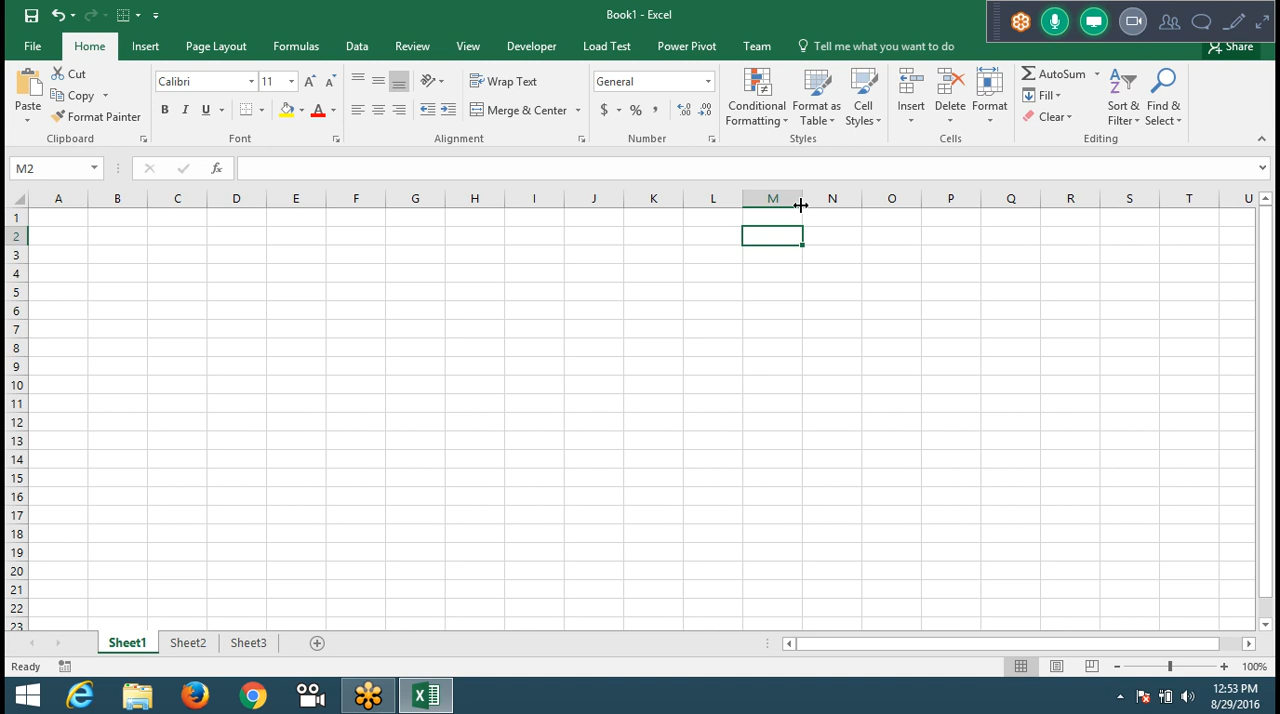 Book1 - Excel
File Home Insert Page Layout Formulas Data Review View Developer Load Test Power Pivot Team Tell me what you want to do Share
Paste
Cut
Copy
Format Painter
Clipboard
Calibri 11
B I U A
Font
Wrap Text
Merge & Center
Alignment
General
$ % ,
Number
Conditional Formatting
Format as Table
Cell Styles
Styles
Insert Delete Format
Cells
AutoSum
Fill
Clear
Sort & Filter
Find & Select
Editing
M2 fx
A B C D E F G H I J K L M N O P Q R S T U
1
2
3
4
5
6
7
8
9
10
11
12
13
14
15
16
17
18
19
20
21
22
23
Sheet1 Sheet2 Sheet3
Ready 100%
12:53 PM
8/29/2016